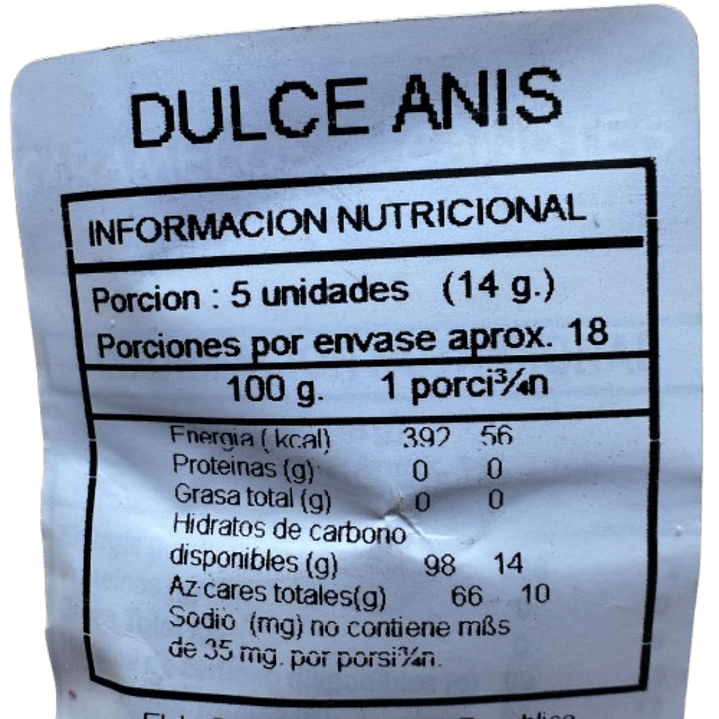 DULCE ANIS
INFORMACION NUTRICIONAL
Porcion : 5 unidades (14 g.)
Porciones por envase aprox. 18
100 g. 1 porci¾n
Energia ( kcal) 392 56
Proteinas (g) 0 0
Grasa total (g) 0 0
Hidratos de carbono
disponibles (g) 98 14
Az·cares totales(g) 66 10
Sodio (mg) no contiene mßs
de 35 mg. por porsi¾n.